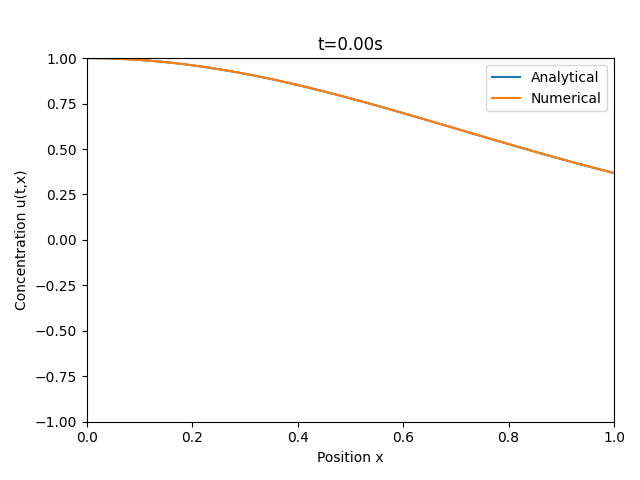 t=0.00s
Analytical
Numerical
1.00
0.75
0.50
0.25
0.00
−0.25
−0.50
−0.75
−1.00
Concentration u(t,x)
0.0 0.2 0.4 0.6 0.8 1.0
Position x